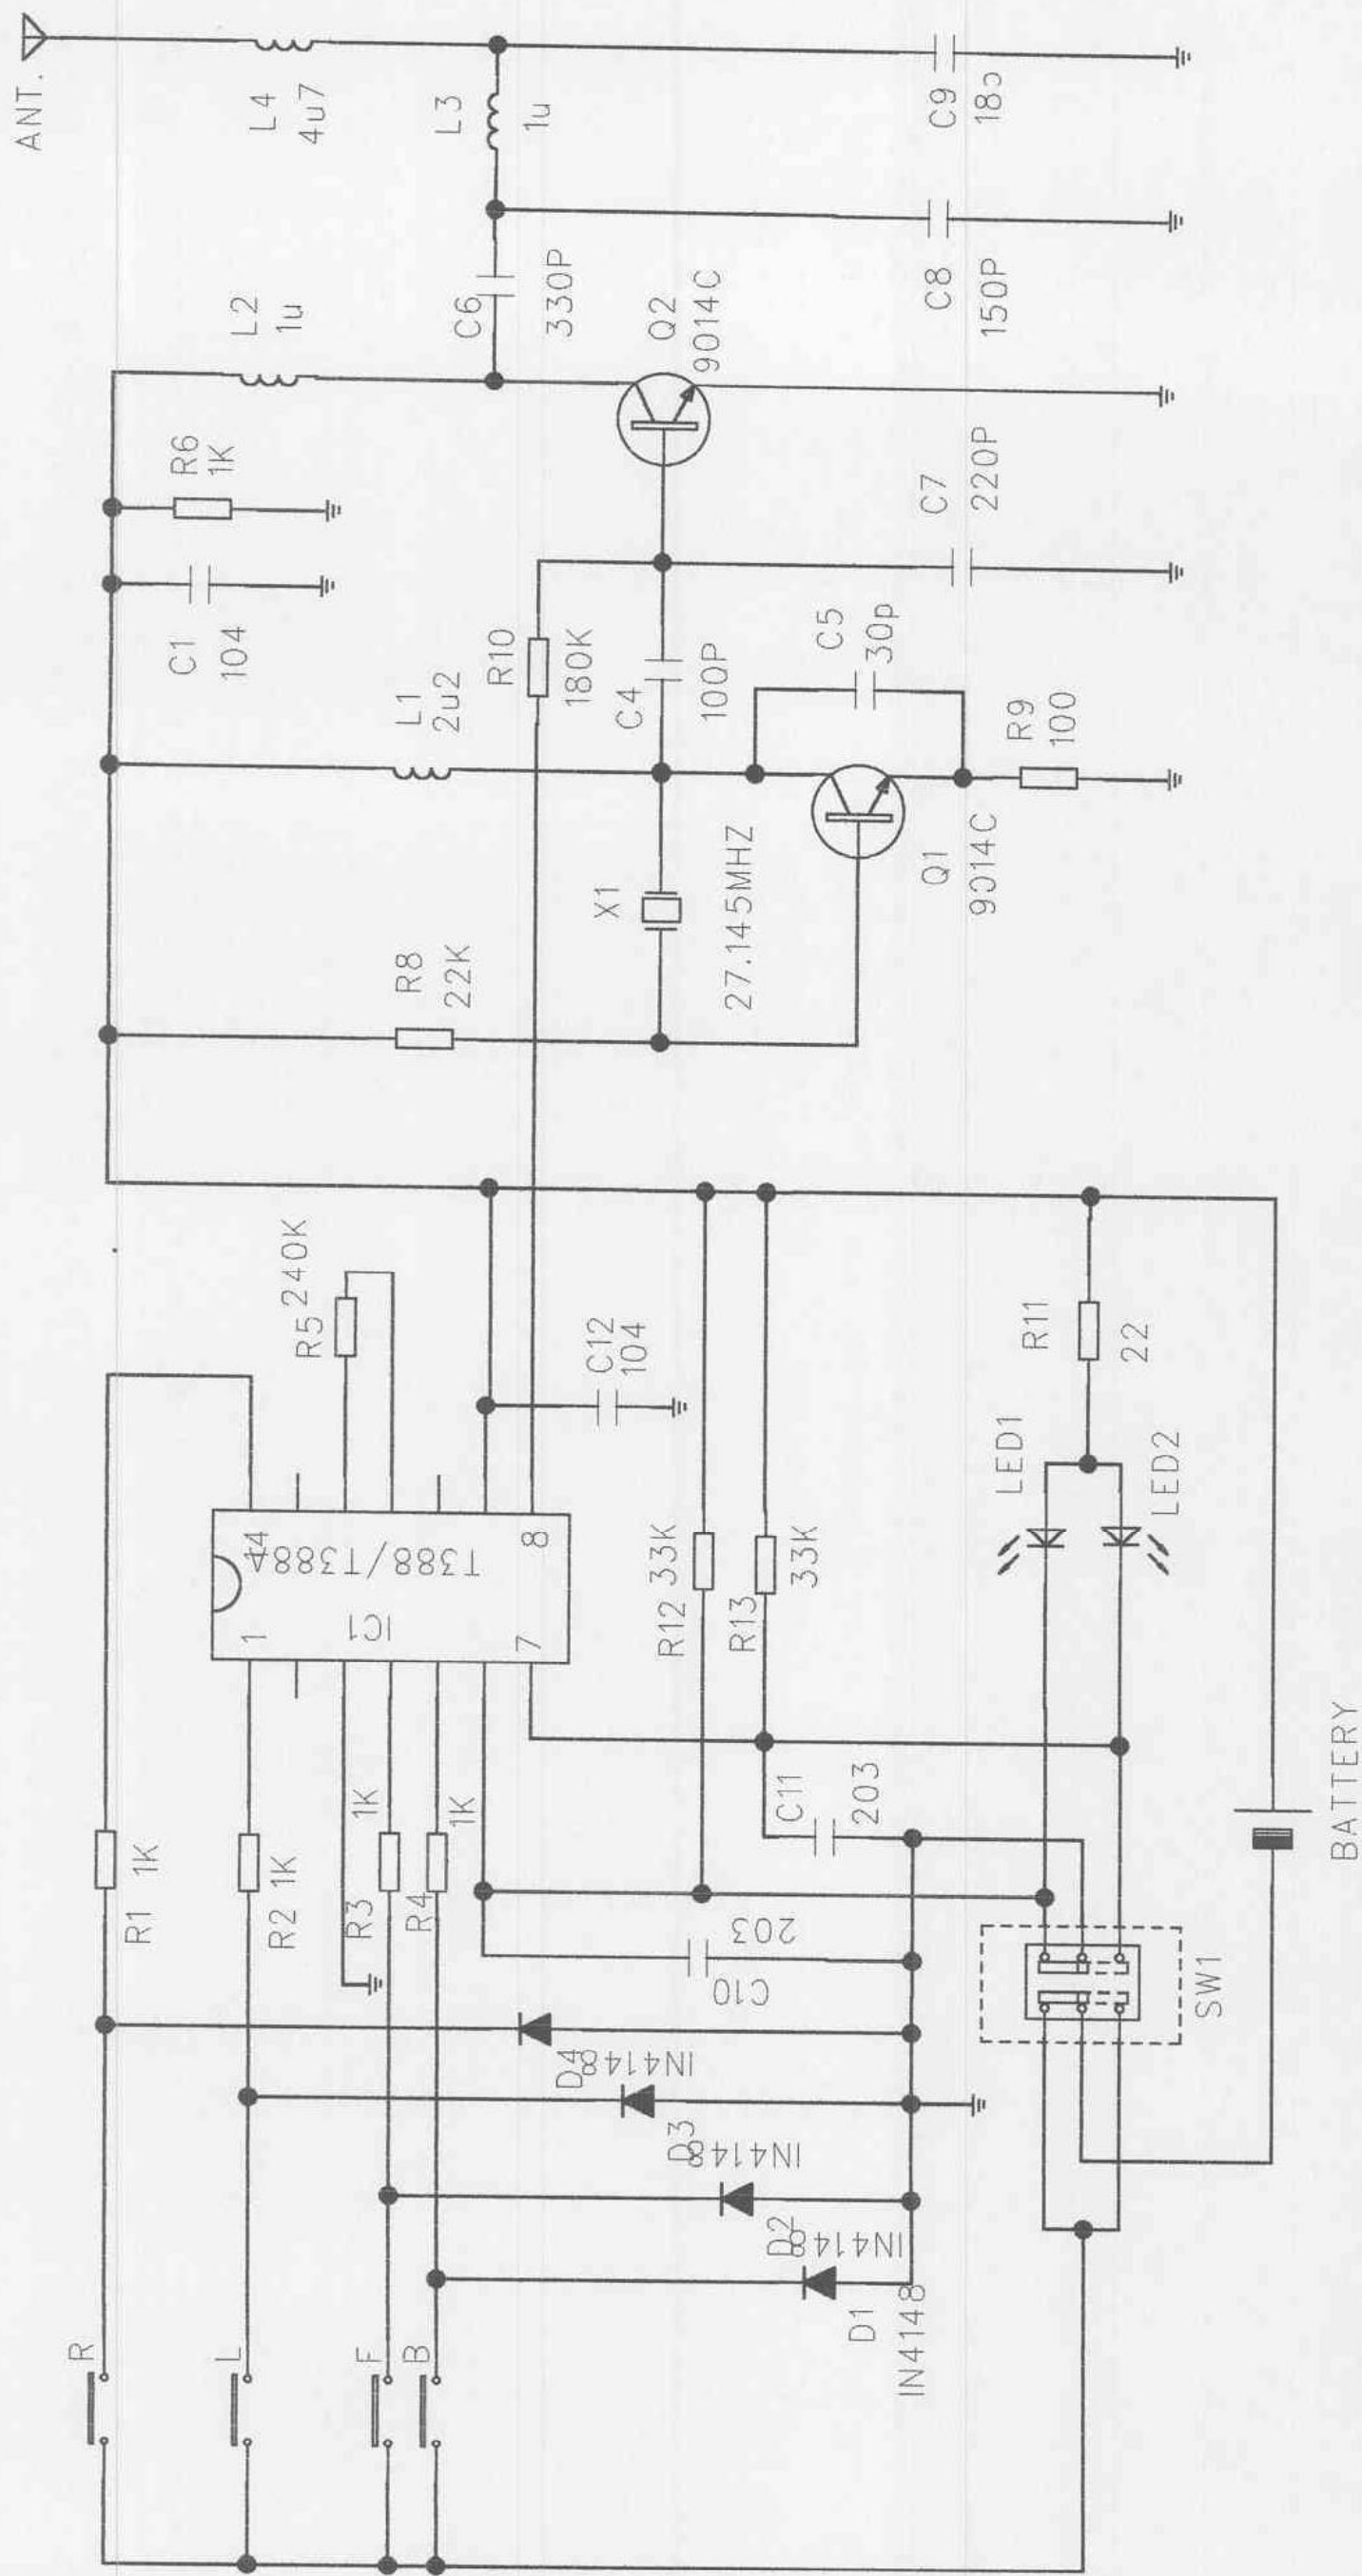 ANT.
L4
4u7
L3
1u
C9
18ɔ
L2
1u
C6
330P
Q2
9014C
C8
150P
R6
1K
C1
104
C7
220P
R10
180K
L1
2u2
C4
100P
C5
30p
R9
100
X1
27.145MHZ
Q1
9014C
R8
22K
R5
240K
C12
104
R11
22
LED1
LED2
IC1
T388/T388A
1
14
7
8
R12
33K
R13
33K
R1
1K
R2
1K
R3
1K
R4
1K
C11
203
C10
203
BATTERY
SW1
D4
IN4148
D3
IN4148
D2
IN4148
D1
IN4148
R
L
F
B